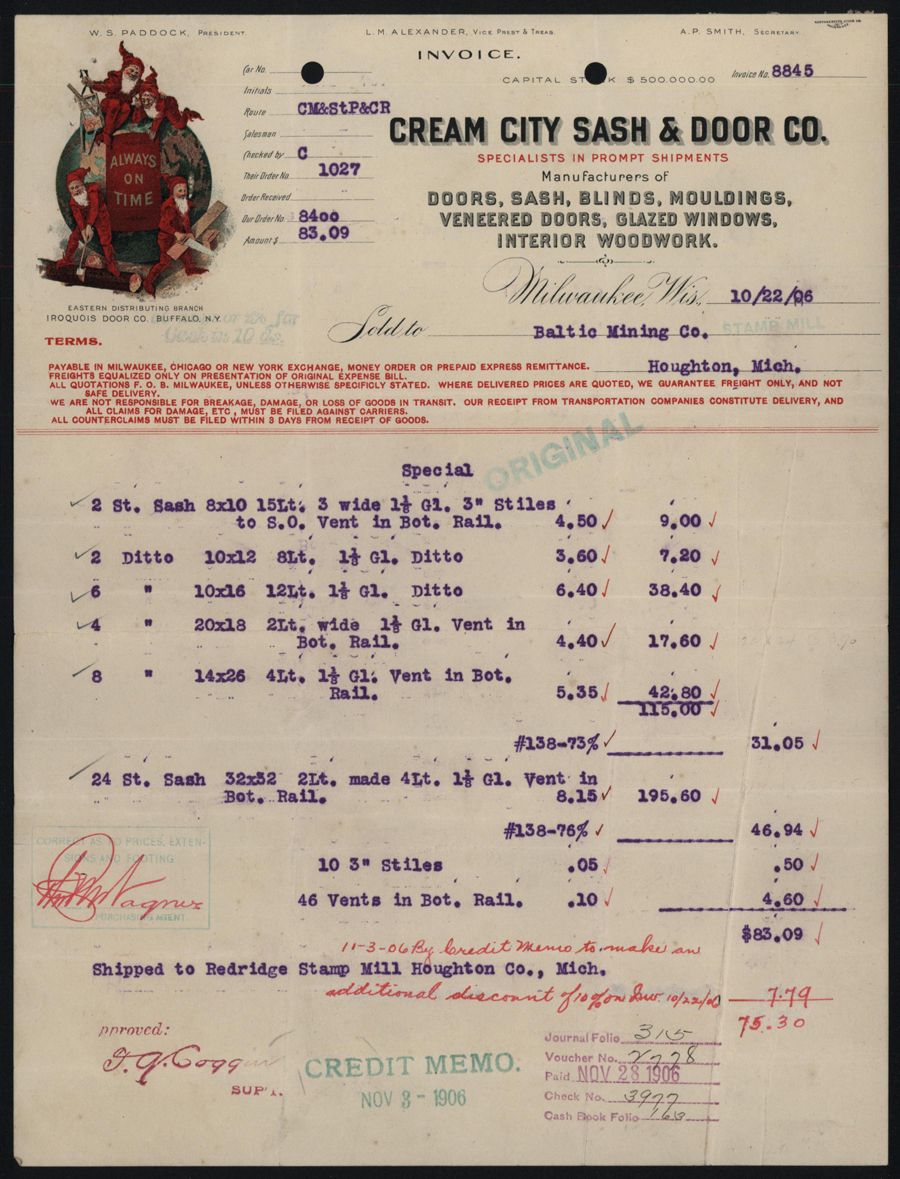 W. S. PADDOCK, PRESIDENT.
L. M. ALEXANDER, VICE PREST & TREAS.
A. P. SMITH, SECRETARY.
INVOICE.
CAPITAL STOCK $500.000.00
Invoice No. 8845
Car No.
Initials
Route CM&StP&CR
Salesman
Checked by C
Their Order No. 1027
Order Received
Our Order No. 8400
Amount $ 83.09
ALWAYS
ON
TIME
CREAM CITY SASH & DOOR CO.
SPECIALISTS IN PROMPT SHIPMENTS
Manufacturers of
DOORS, SASH, BLINDS, MOULDINGS,
VENEERED DOORS, GLAZED WINDOWS,
INTERIOR WOODWORK.
Milwaukee, Wis., 10/22/06
EASTERN DISTRIBUTING BRANCH
IROQUOIS DOOR CO. BUFFALO, N.Y.
Sold to Baltic Mining Co. STAMP MILL
TERMS.
Houghton, Mich.
PAYABLE IN MILWAUKEE, CHICAGO OR NEW YORK EXCHANGE, MONEY ORDER OR PREPAID EXPRESS REMITTANCE.
FREIGHTS EQUALIZED ONLY ON PRESENTATION OF ORIGINAL EXPENSE BILL.
ALL QUOTATIONS F. O. B. MILWAUKEE, UNLESS OTHERWISE SPECIFICLY STATED. WHERE DELIVERED PRICES ARE QUOTED, WE GUARANTEE FREIGHT ONLY, AND NOT
SAFE DELIVERY.
WE ARE NOT RESPONSIBLE FOR BREAKAGE, DAMAGE, OR LOSS OF GOODS IN TRANSIT. OUR RECEIPT FROM TRANSPORTATION COMPANIES CONSTITUTE DELIVERY, AND
ALL CLAIMS FOR DAMAGE, ETC, MUST BE FILED AGAINST CARRIERS.
ALL COUNTERCLAIMS MUST BE FILED WITHIN 3 DAYS FROM RECEIPT OF GOODS.
ORIGINAL
Special
2 St. Sash 8x10 15Lt. 3 wide 1⅛ Gl. 3" Stiles
to S.O. Vent in Bot. Rail. 4.50 9.00
2 Ditto 10x12 8Lt. 1⅛ Gl. Ditto 3.60 7.20
6 " 10x16 12Lt. 1⅛ Gl. Ditto 6.40 38.40
4 " 20x18 2Lt. wide 1⅛ Gl. Vent in
Bot. Rail. 4.40 17.60
8 " 14x26 4Lt. 1⅛ Gl. Vent in Bot.
Rail. 5.35 42.80
115.00
#138-73% 31.05
24 St. Sash 32x32 2Lt. made 4Lt. 1⅛ Gl. Vent in
Bot. Rail. 8.15 195.60
#138-76% 46.94
CORRECT AS TO PRICES, EXTEN-
SIONS AND FOOTING
10 3" Stiles .05 .50
46 Vents in Bot. Rail. .10 4.60
Wagner
PURCHASING AGENT.
$83.09
11-3-06 By Credit Memo to make an
Shipped to Redridge Stamp Mill Houghton Co., Mich.
additional discount of 10% on Inv. 10/22/06 7.79
75.30
pproved:
SUP'T.
CREDIT MEMO.
NOV 3 - 1906
Journal Folio 315
Voucher No. 2778
Paid NOV 28 1906
Check No. 3977
Cash Book Folio 163